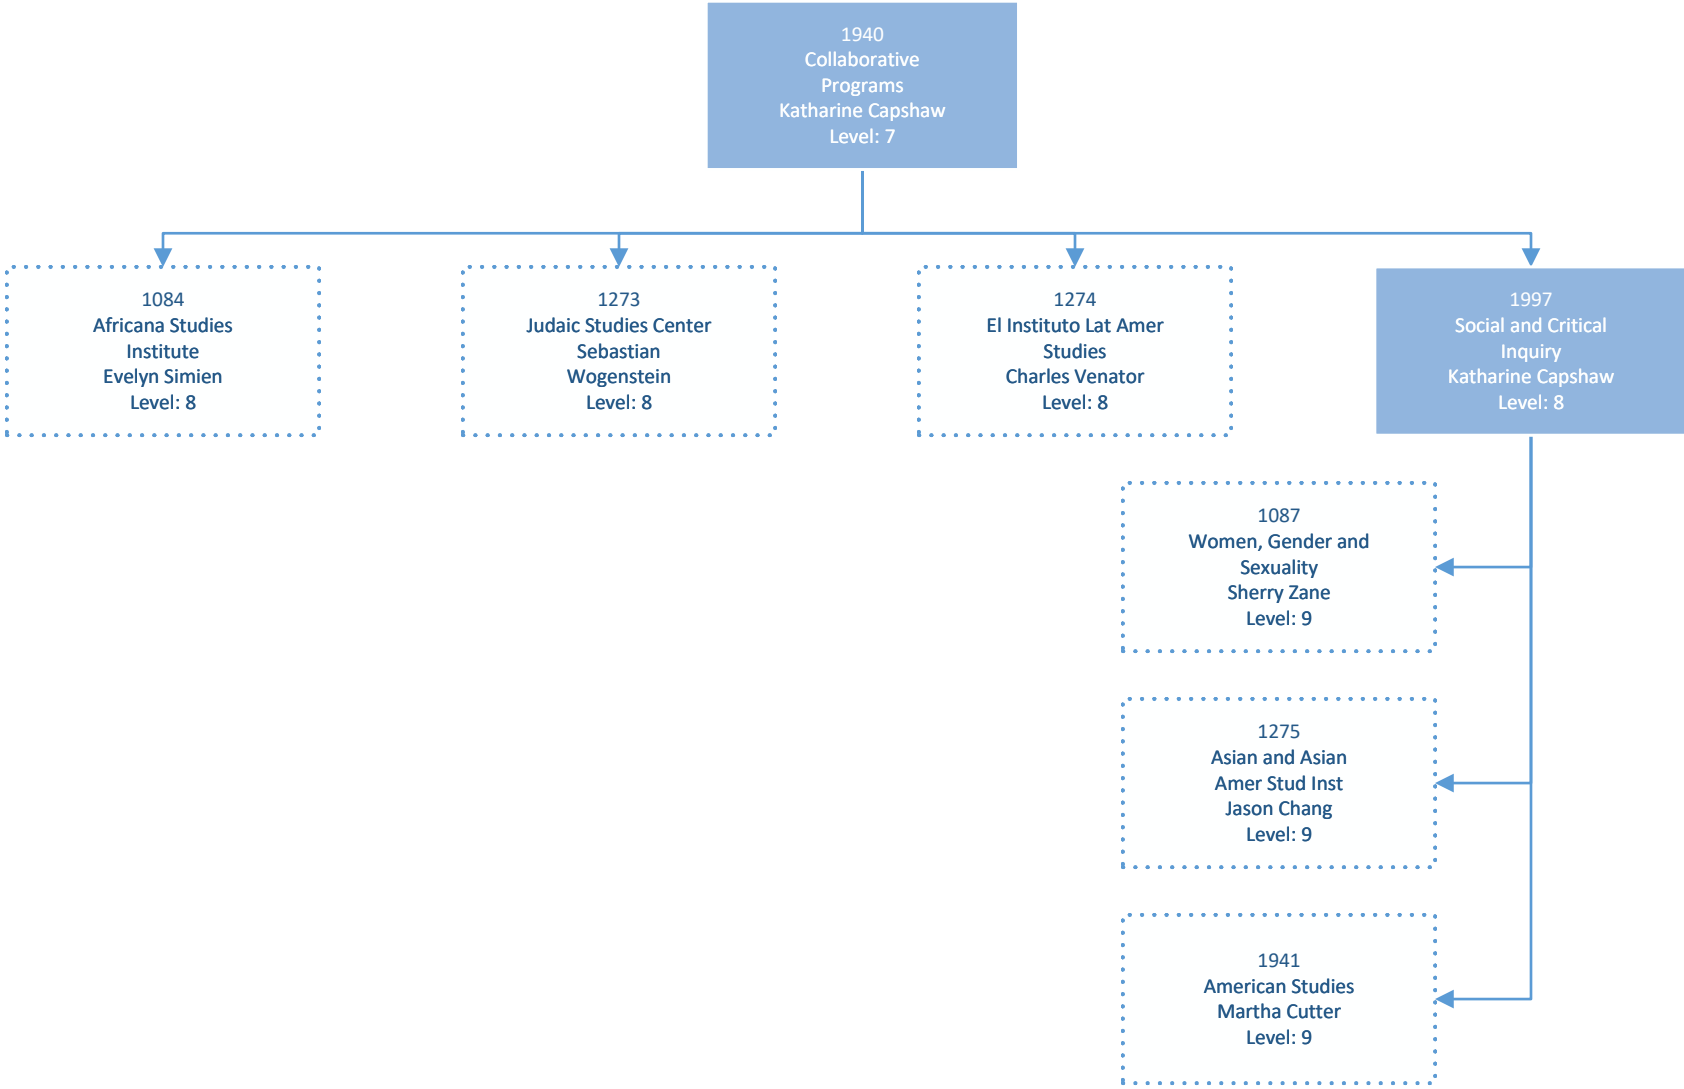 1940
Collaborative
Programs
Katharine Capshaw
Level: 7
1084
Africana Studies
Institute
Evelyn Simien
Level: 8
1273
Judaic Studies Center
Sebastian
Wogenstein
Level: 8
1274
El Instituto Lat Amer
Studies
Charles Venator
Level: 8
1997
Social and Critical
Inquiry
Katharine Capshaw
Level: 8
1087
Women, Gender and
Sexuality
Sherry Zane
Level: 9
1275
Asian and Asian
Amer Stud Inst
Jason Chang
Level: 9
1941
American Studies
Martha Cutter
Level: 9